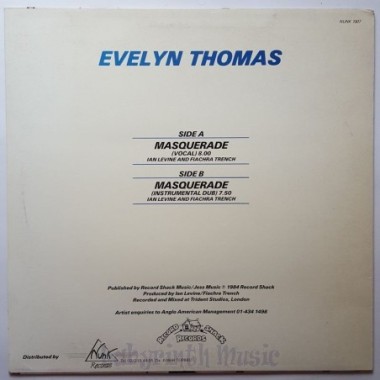 EVELYN THOMAS
SIDE A
MASQUERADE
(VOCAL) 8.00
IAN LEVINE AND FIACHRA TRENCH
SIDE B
MASQUERADE
(INSTRUMENTAL DUB) 7.50
IAN LEVINE AND FIACHRA TRENCH
Published by Record Shack Music/Jess Music ℗ 1984 Record Shack
Produced by Ian Levine/Fiachra Trench
Recorded and Mixed at Trident Studios, London
Artist enquiries to Anglo American Management 01-434 1496
RECORD SHACK
RECORDS
Distributed by
Labyrinth Music